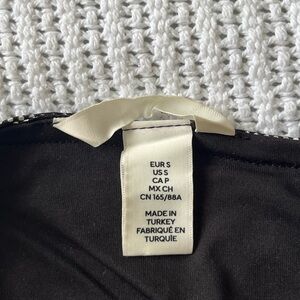 EUR S
US S
CA P
MX CH
CN 165/88A
MADE IN
TURKEY
FABRIQUÉ EN
TURQUIE